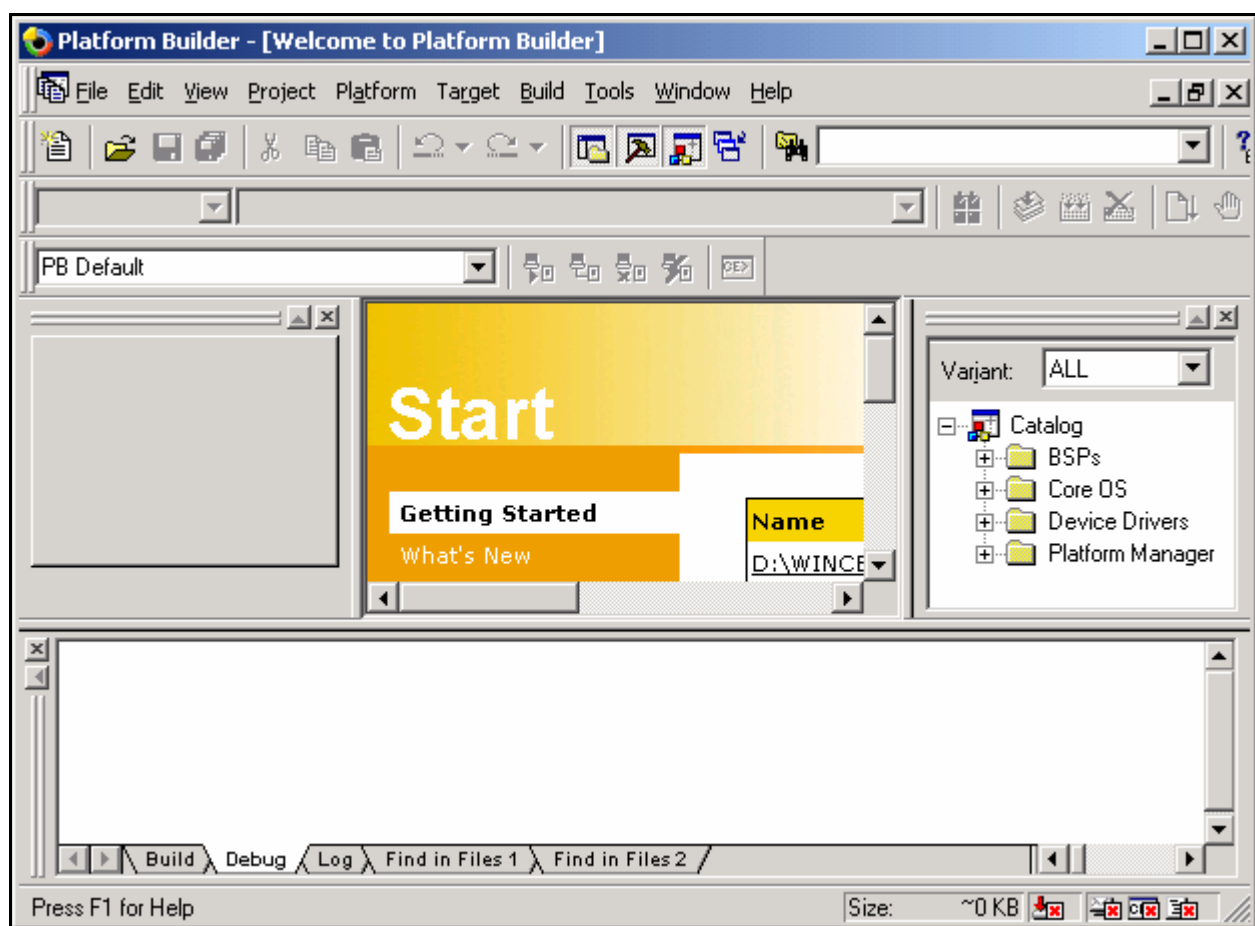 Platform Builder - [Welcome to Platform Builder]
File Edit View Project Platform Target Build Tools Window Help
PB Default
Start
Getting Started
What's New
Name
D:\WINCE
Variant: ALL
Catalog
BSPs
Core OS
Device Drivers
Platform Manager
Build Debug Log Find in Files 1 Find in Files 2
Press F1 for Help Size: ~0 KB